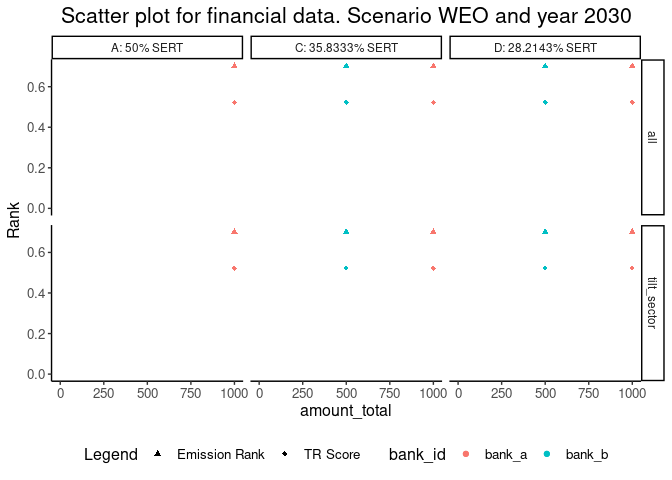 Scatter plot for financial data. Scenario WEO and year 2030
A: 50% SERT
C: 35.8333% SERT
D: 28.2143% SERT
0.6
0.4
0.2
0.0
all
Rank
0.6
0.4
0.2
0.0
tilt_sector
0 250 500 750 1000 0 250 500 750 1000 0 250 500 750 1000
amount_total
Legend Emission Rank TR Score bank_id bank_a bank_b